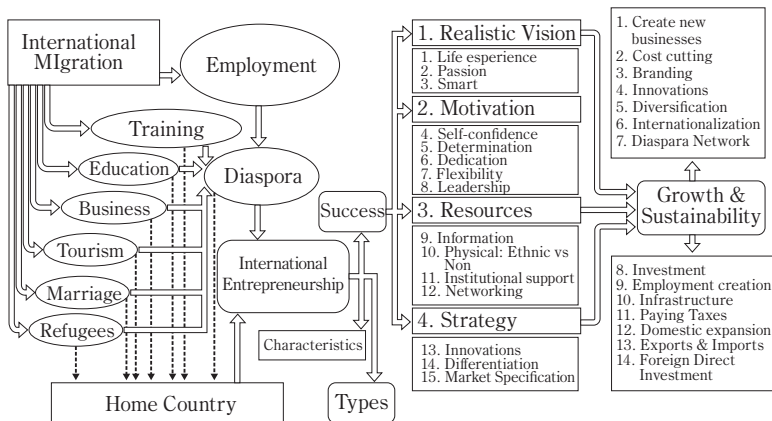 International
MIgration
Employment
Training
Education
Diaspora
Business
Tourism
Marriage
Refugees
International
Entrepreneurship
Home Country
Success
Characteristics
Types
1. Realistic Vision
1. Life esperience
2. Passion
3. Smart
2. Motivation
4. Self-confidence
5. Determination
6. Dedication
7. Flexibility
8. Leadership
3. Resources
9. Information
10. Physical: Ethnic vs
Non
11. Institutional support
12. Networking
4. Strategy
13. Innovations
14. Differentiation
15. Market Specification
1. Create new
businesses
2. Cost cutting
3. Branding
4. Innovations
5. Diversification
6. Internationalization
7. Diaspara Network
Growth &
Sustainability
8. Investment
9. Employment creation
10. Infrastructure
11. Paying Taxes
12. Domestic expansion
13. Exports & Imports
14. Foreign Direct
Investment